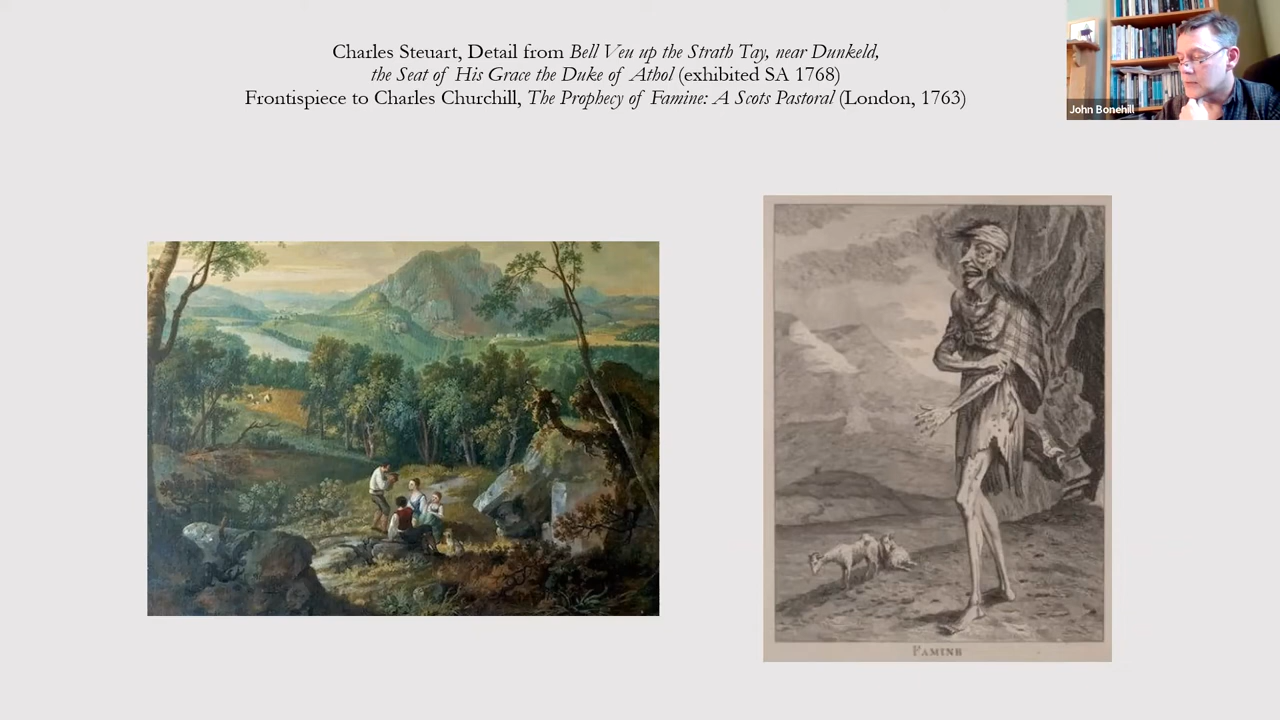 Charles Steuart, Detail from Bell Veu up the Strath Tay, near Dunkeld,
the Seat of His Grace the Duke of Athol (exhibited SA 1768)
Frontispiece to Charles Churchill, The Prophecy of Famine: A Scots Pastoral (London, 1763)
John Bonehill
FAMINE